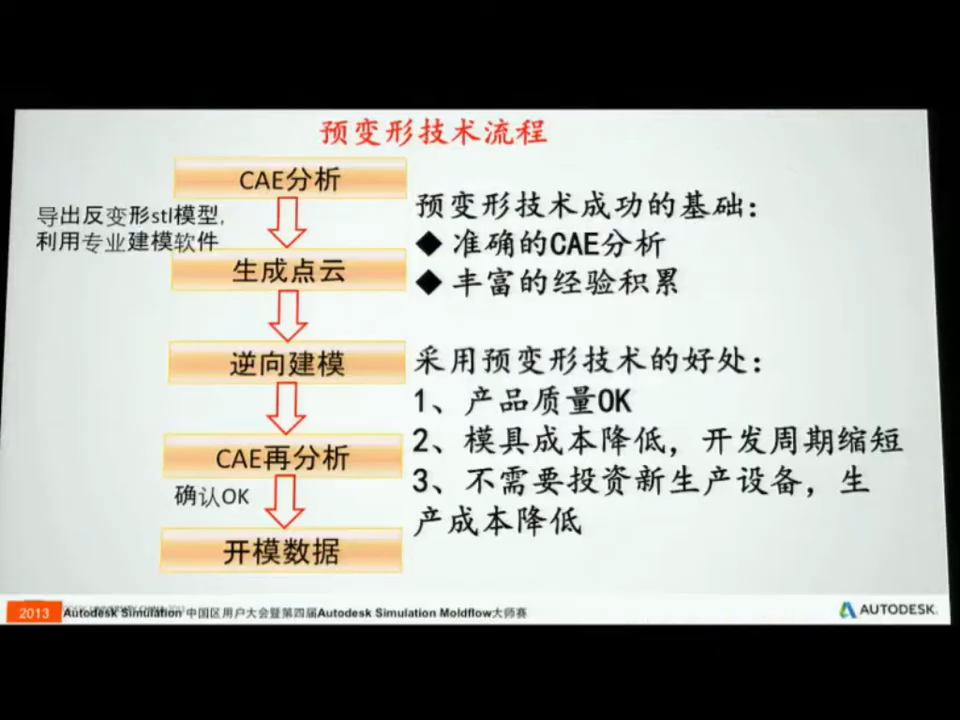 预变形技术流程
CAE分析
导出反变形stl模型,
利用专业建模软件
生成点云
逆向建模
CAE再分析
确认OK
开模数据
预变形技术成功的基础:
◆ 准确的CAE分析
◆ 丰富的经验积累
采用预变形技术的好处:
1、产品质量OK
2、模具成本降低, 开发周期缩短
3、不需要投资新生产设备, 生
产成本降低
2013 Autodesk Simulation 中国区用户大会暨第四届Autodesk Simulation Moldflow大师赛
AUTODESK.